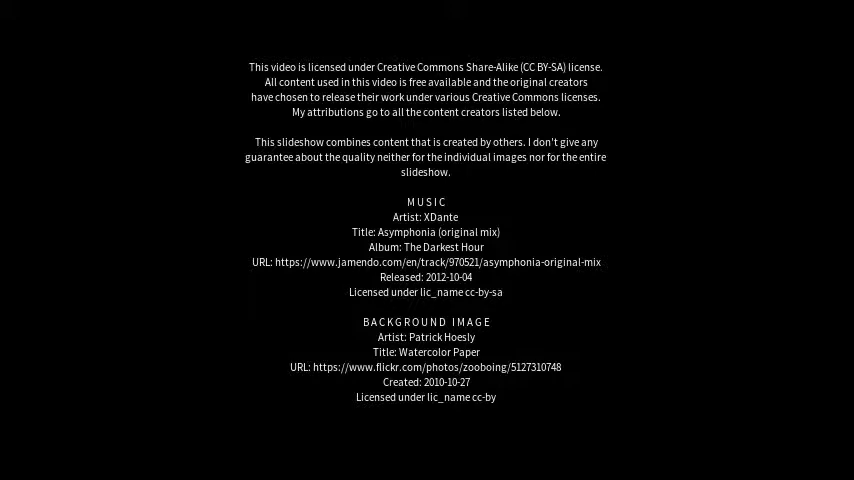 This video is licensed under Creative Commons Share-Alike (CC BY-SA) license.
All content used in this video is free available and the original creators
have chosen to release their work under various Creative Commons licenses.
My attributions go to all the content creators listed below.
This slideshow combines content that is created by others. I don't give any
guarantee about the quality neither for the individual images nor for the entire
slideshow.
MUSIC
Artist: XDante
Title: Asymphonia (original mix)
Album: The Darkest Hour
URL: https://www.jamendo.com/en/track/970521/asymphonia-original-mix
Released: 2012-10-04
Licensed under lic_name cc-by-sa
BACKGROUND IMAGE
Artist: Patrick Hoesly
Title: Watercolor Paper
URL: https://www.flickr.com/photos/zooboing/5127310748
Created: 2010-10-27
Licensed under lic_name cc-by